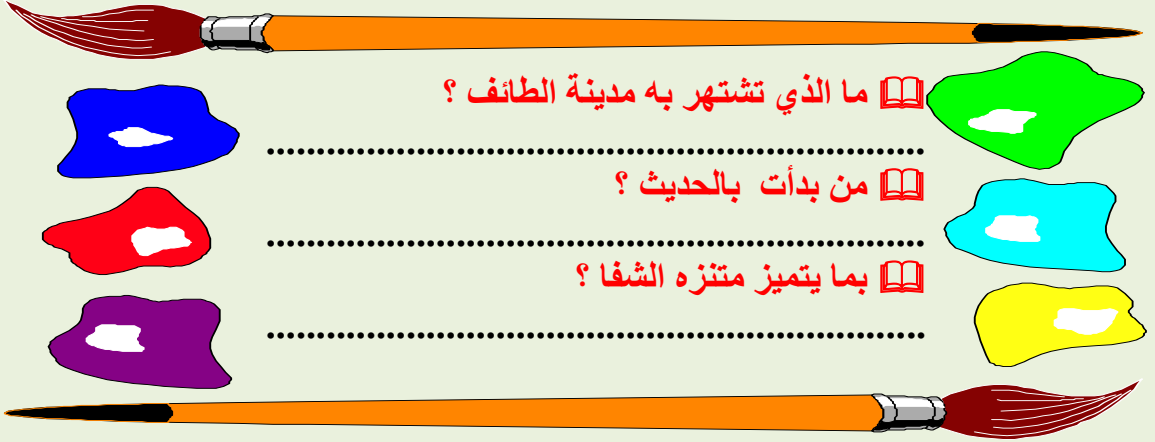 🕮 ما الذي تشتهر به مدينة الطائف ؟
..................................................................
🕮 من بدأت بالحديث ؟
..................................................................
🕮 بما يتميز متنزه الشفا ؟
..................................................................